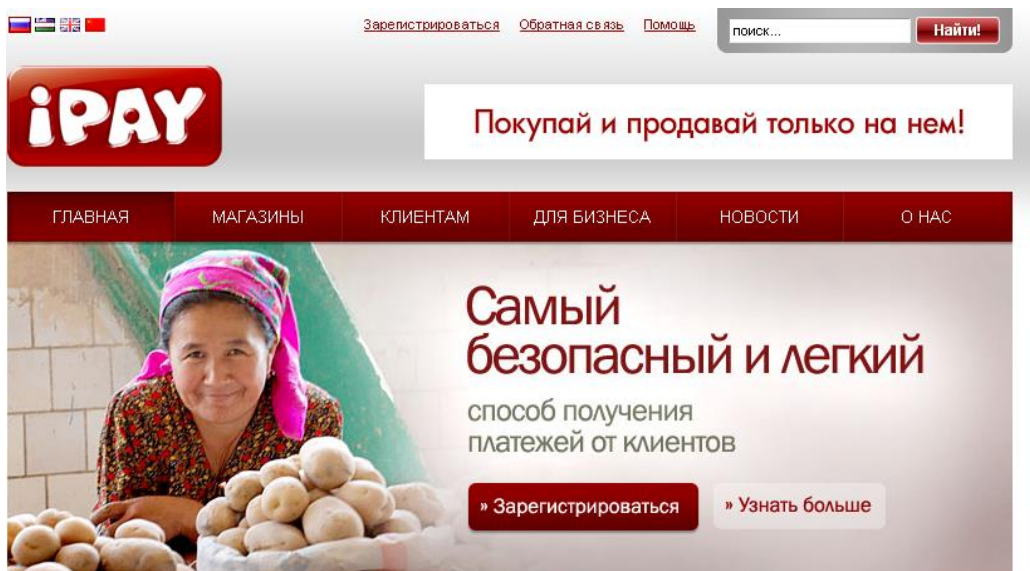 Зарегистрироваться Обратная связь Помощь поиск... Найти!
iPAY
Покупай и продавай только на нем!
ГЛАВНАЯ МАГАЗИНЫ КЛИЕНТАМ ДЛЯ БИЗНЕСА НОВОСТИ О НАС
Самый
безопасный и легкий
способ получения
платежей от клиентов
» Зарегистрироваться » Узнать больше